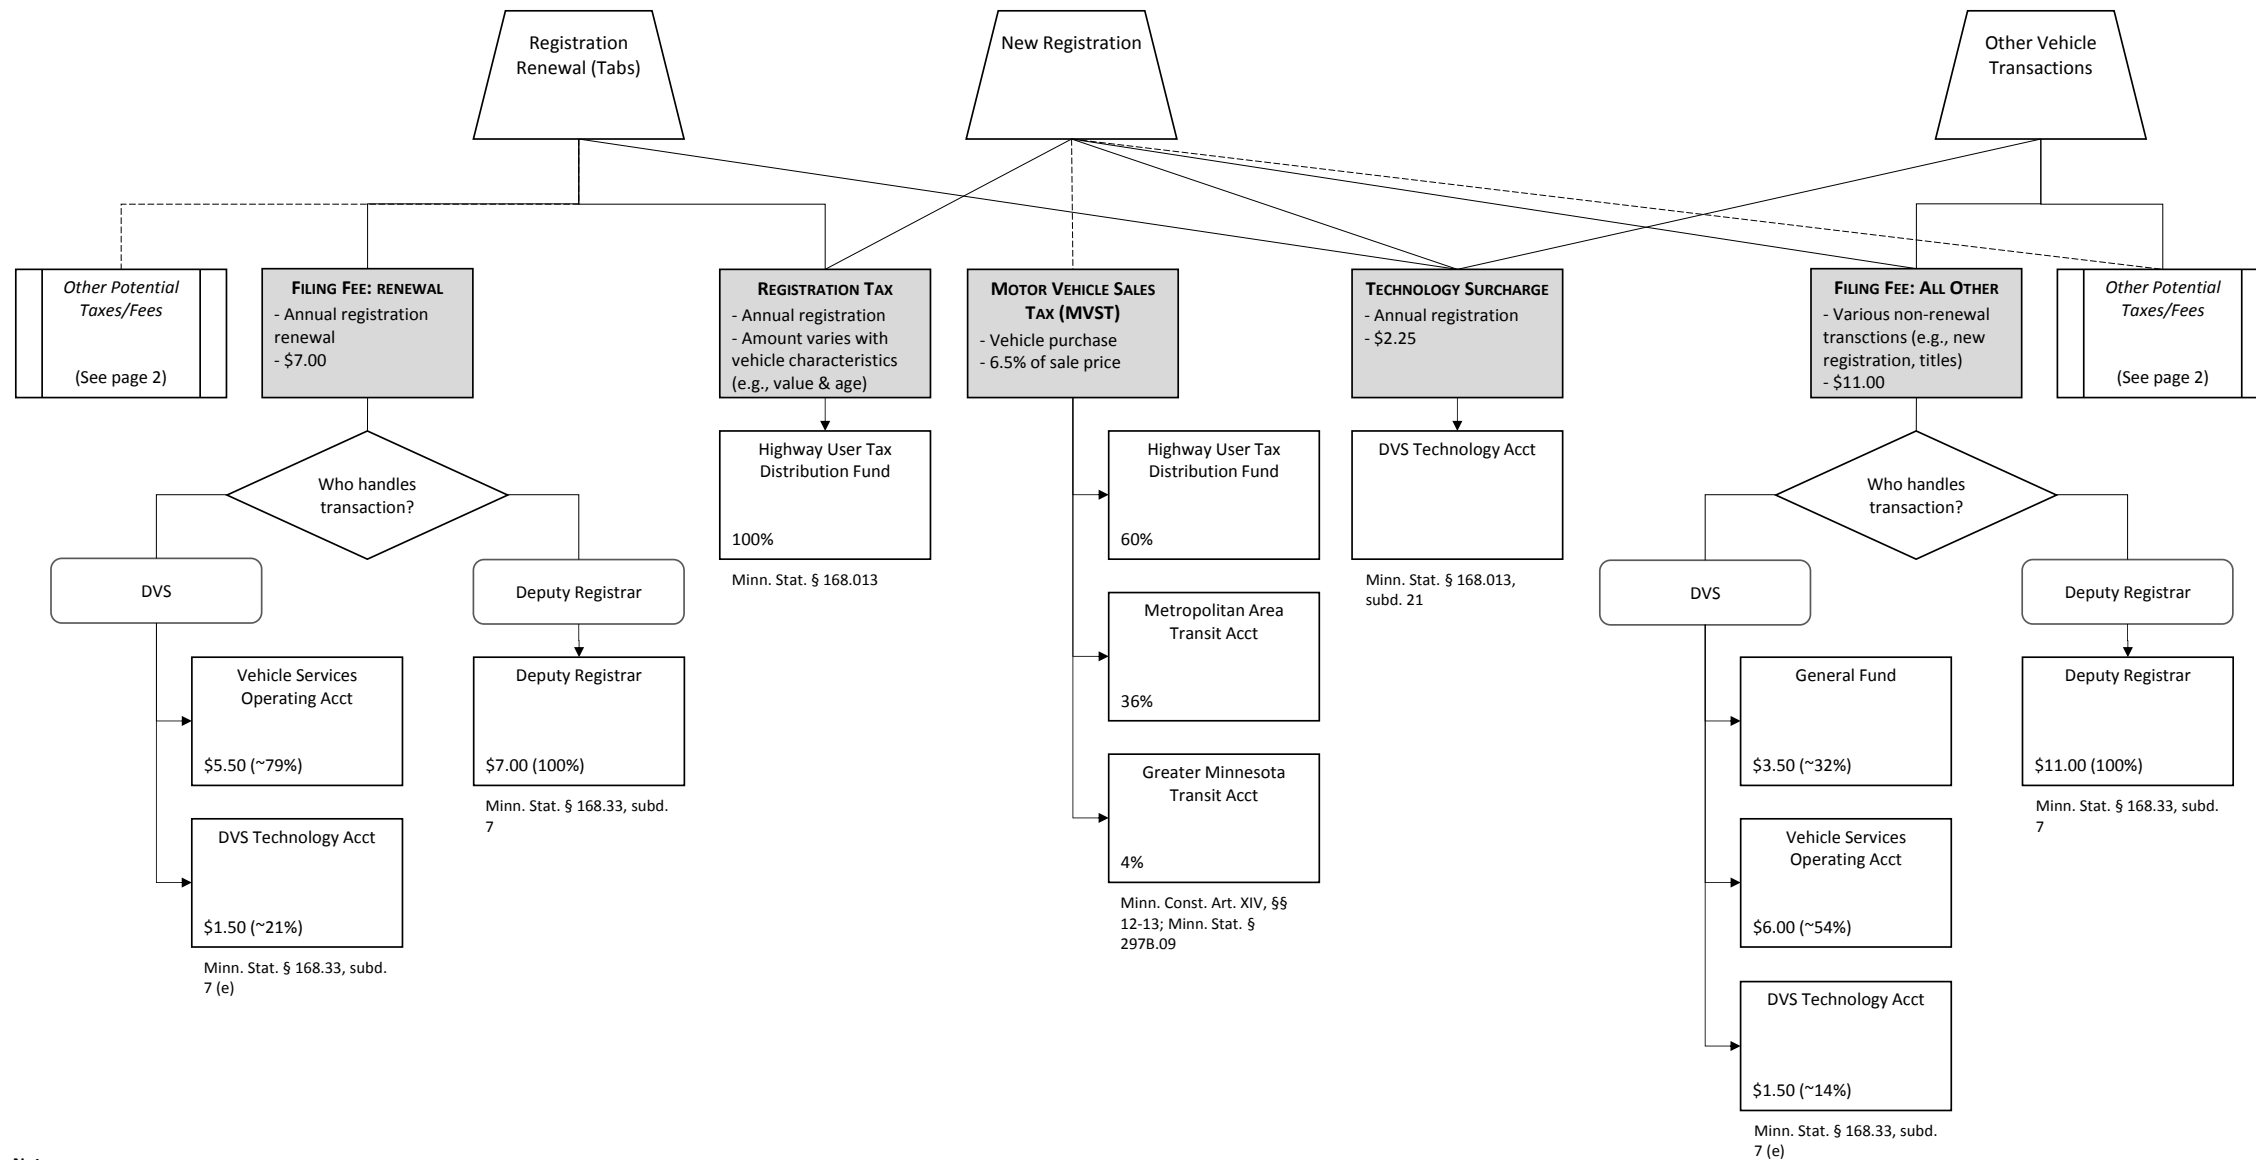 Registration
Renewal (Tabs)
New Registration
Other Vehicle
Transactions
Other Potential
Taxes/Fees
(See page 2)
FILING FEE: RENEWAL
- Annual registration
renewal
- $7.00
REGISTRATION TAX
- Annual registration
- Amount varies with
vehicle characteristics
(e.g., value & age)
MOTOR VEHICLE SALES
TAX (MVST)
- Vehicle purchase
- 6.5% of sale price
TECHNOLOGY SURCHARGE
- Annual registration
- $2.25
FILING FEE: ALL OTHER
- Various non-renewal
transctions (e.g., new
registration, titles)
- $11.00
Other Potential
Taxes/Fees
(See page 2)
Who handles
transaction?
DVS
Deputy Registrar
Vehicle Services
Operating Acct
$5.50 (~79%)
DVS Technology Acct
$1.50 (~21%)
Minn. Stat. § 168.33, subd.
7 (e)
Deputy Registrar
$7.00 (100%)
Minn. Stat. § 168.33, subd.
7
Highway User Tax
Distribution Fund
100%
Minn. Stat. § 168.013
Highway User Tax
Distribution Fund
60%
Metropolitan Area
Transit Acct
36%
Greater Minnesota
Transit Acct
4%
Minn. Const. Art. XIV, §§
12-13; Minn. Stat. §
297B.09
DVS Technology Acct
Minn. Stat. § 168.013,
subd. 21
Who handles
transaction?
DVS
Deputy Registrar
General Fund
$3.50 (~32%)
Vehicle Services
Operating Acct
$6.00 (~54%)
DVS Technology Acct
$1.50 (~14%)
Minn. Stat. § 168.33, subd.
7 (e)
Deputy Registrar
$11.00 (100%)
Minn. Stat. § 168.33, subd.
7